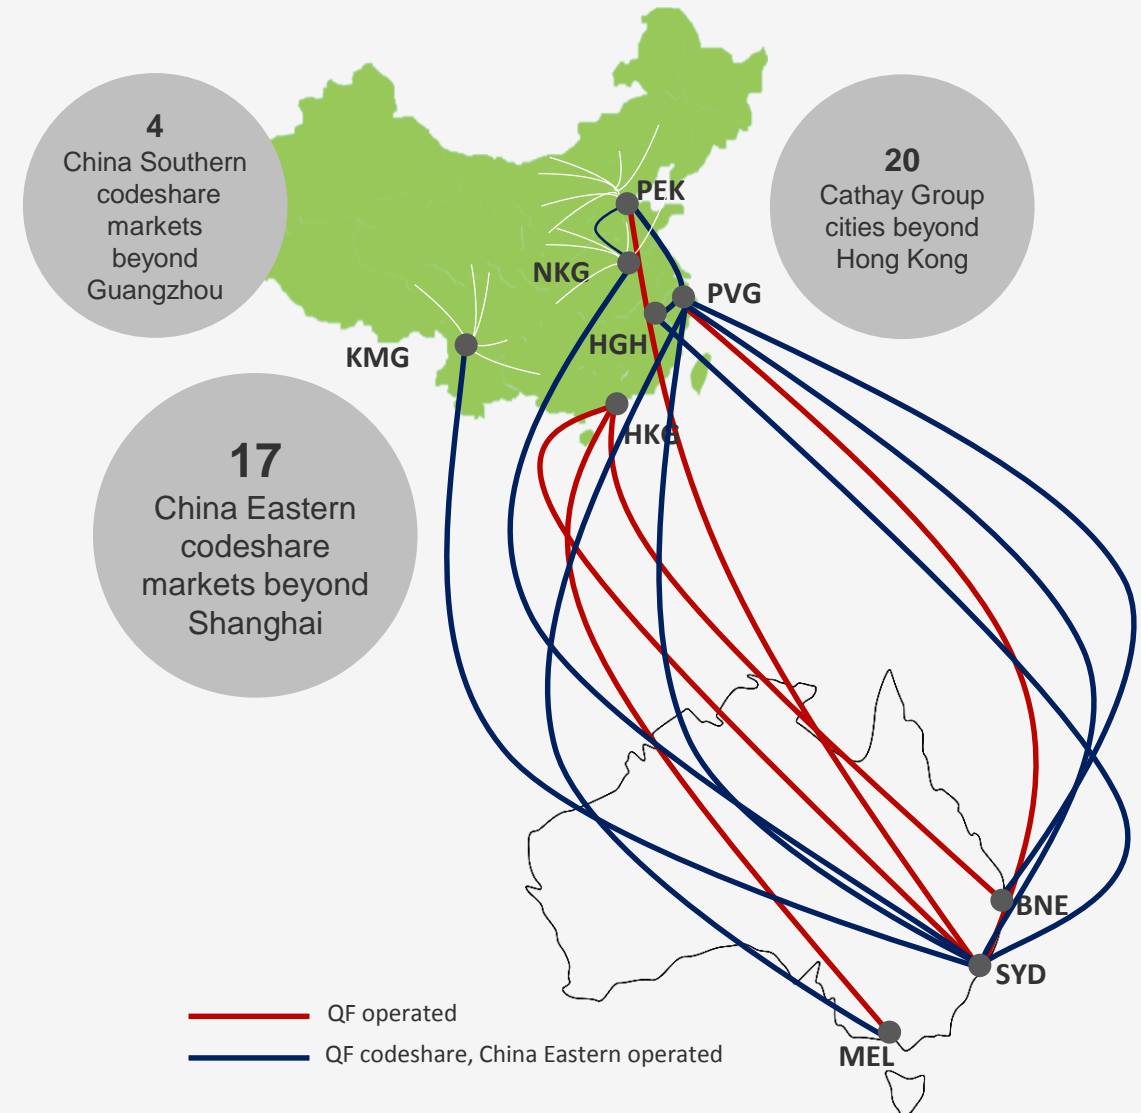 4
China Southern
codeshare
markets
beyond
Guangzhou
20
Cathay Group
cities beyond
Hong Kong
PEK
NKG
PVG
HGH
KMG
HKG
17
China Eastern
codeshare
markets beyond
Shanghai
BNE
SYD
MEL
QF operated
QF codeshare, China Eastern operated